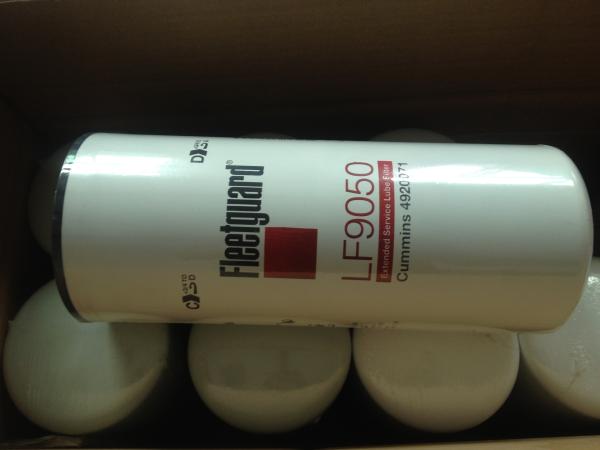 Fleetguard®
LF9050
Extended Service Lube Filter
Cummins 4920071